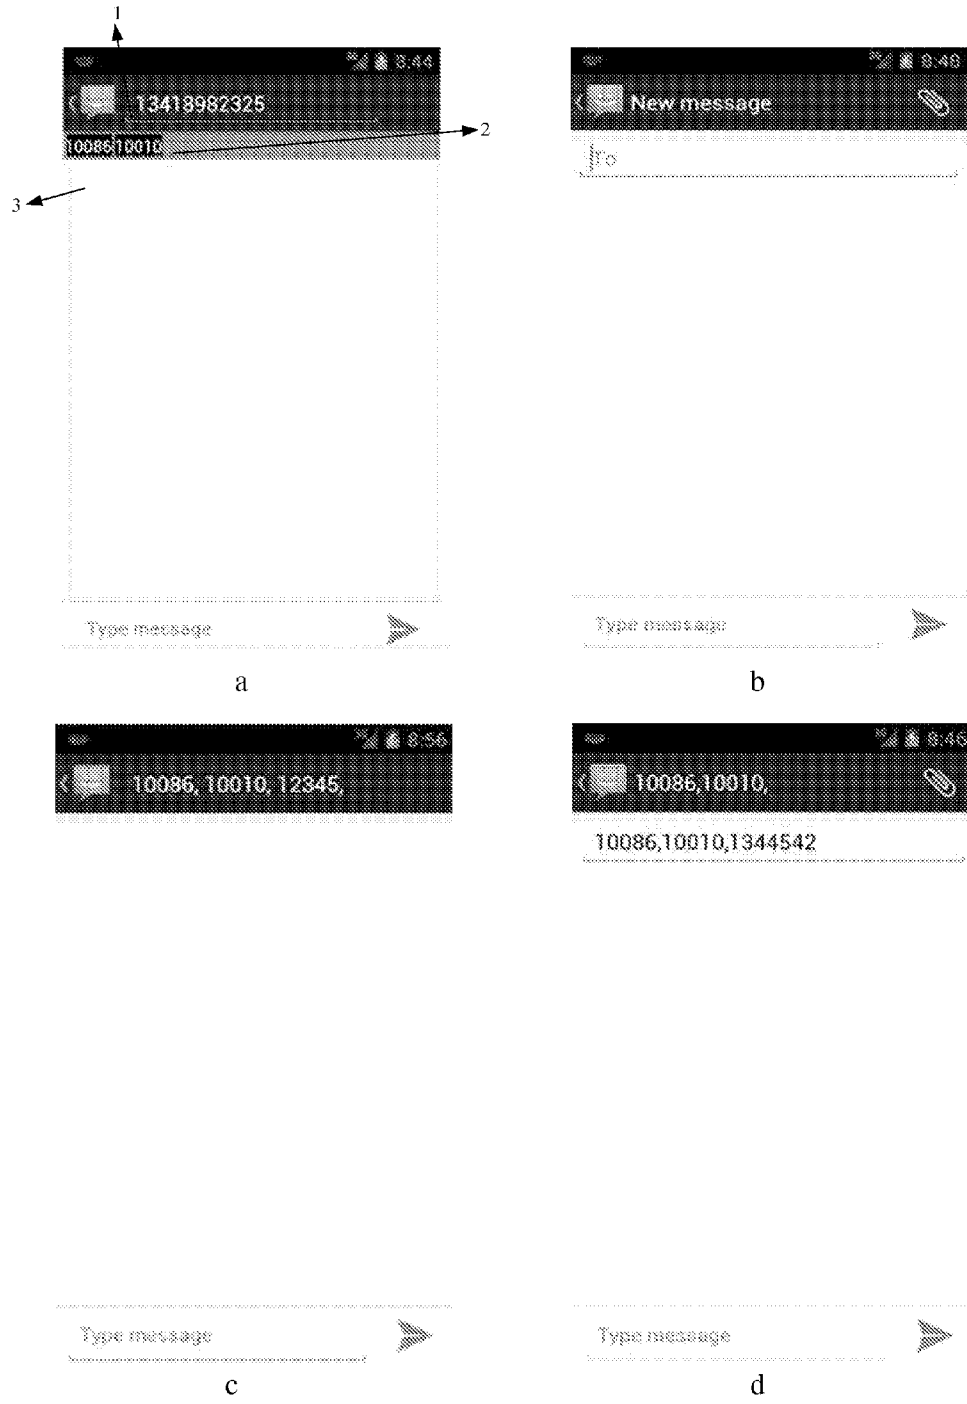 1
8:44
8:48
13418982325
New message
10086 10010
2
To
3
Type message
Type message
a
b
8:56
8:46
10086, 10010, 12345,
10086,10010,
10086,10010,1344542
Type message
Type message
c
d